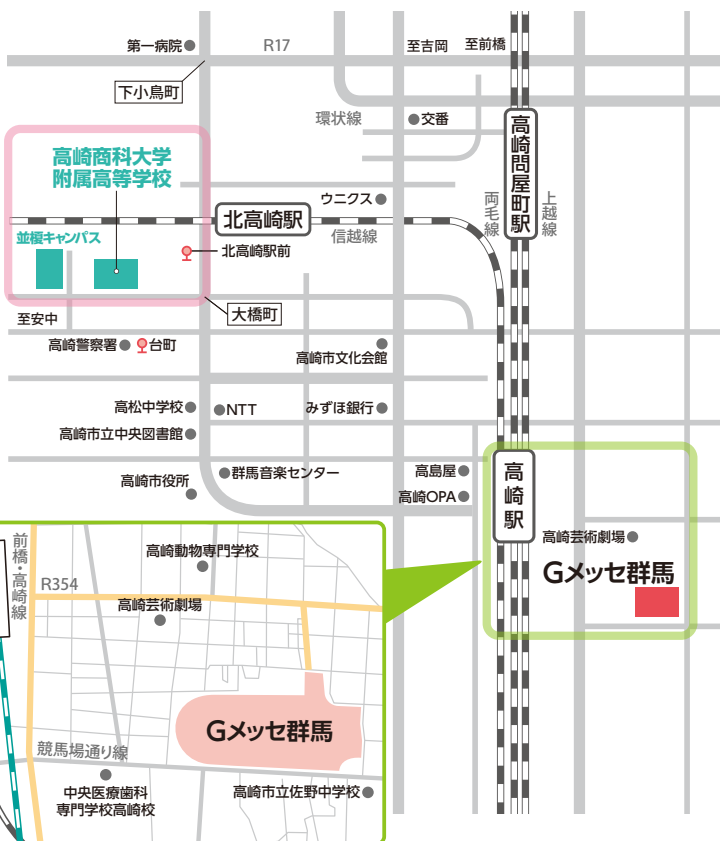 第一病院
R17
至吉岡
至前橋
下小鳥町
環状線
交番
高崎問屋町駅
高崎商科大学
附属高等学校
ウニクス
両毛線
上越線
北高崎駅
信越線
並榎キャンパス
北高崎駅前
大橋町
至安中
高崎警察署
台町
高崎市文化会館
高松中学校
NTT
みずほ銀行
高崎市立中央図書館
高崎市役所
群馬音楽センター
高島屋
高崎OPA
高崎駅
高崎芸術劇場
Gメッセ群馬
前橋・高崎線
高崎動物専門学校
R354
高崎芸術劇場
Gメッセ群馬
競馬場通り線
中央医療歯科
専門学校高崎校
高崎市立佐野中学校